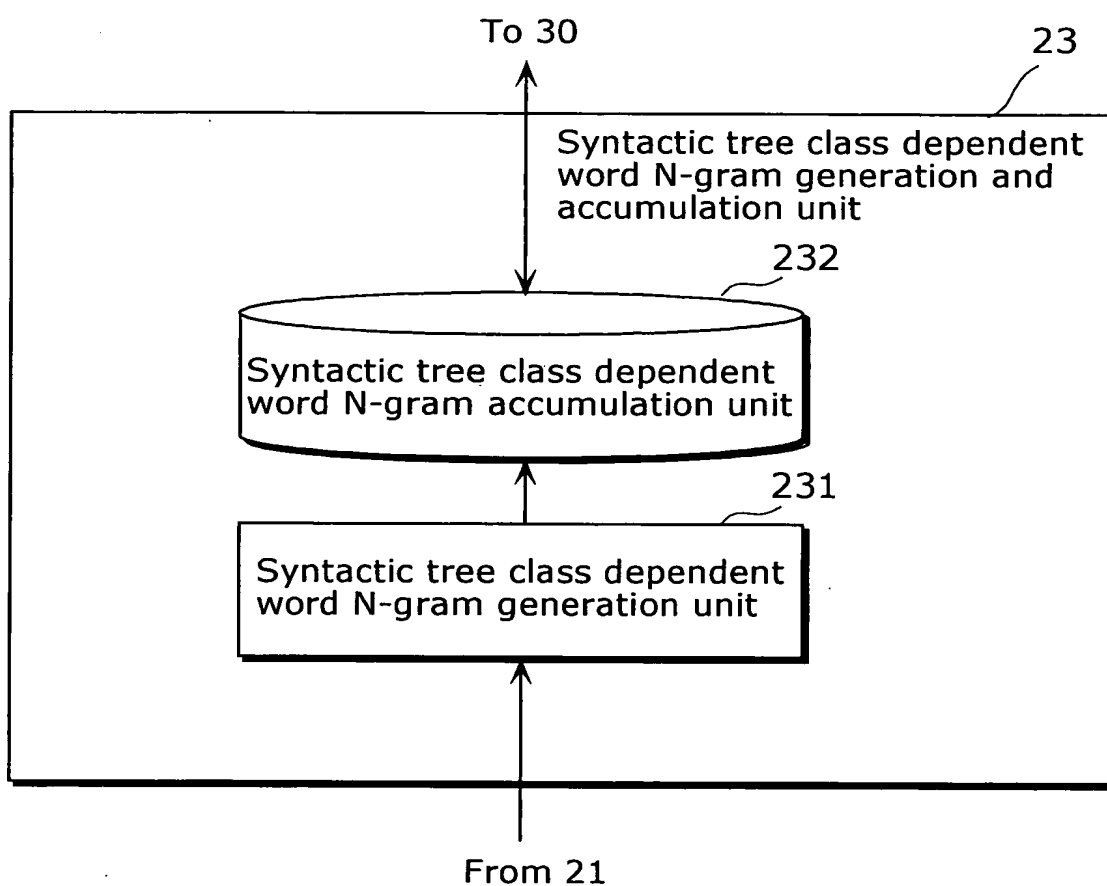 To 30
23
Syntactic tree class dependent
word N-gram generation and
accumulation unit
232
Syntactic tree class dependent
word N-gram accumulation unit
231
Syntactic tree class dependent
word N-gram generation unit
From 21